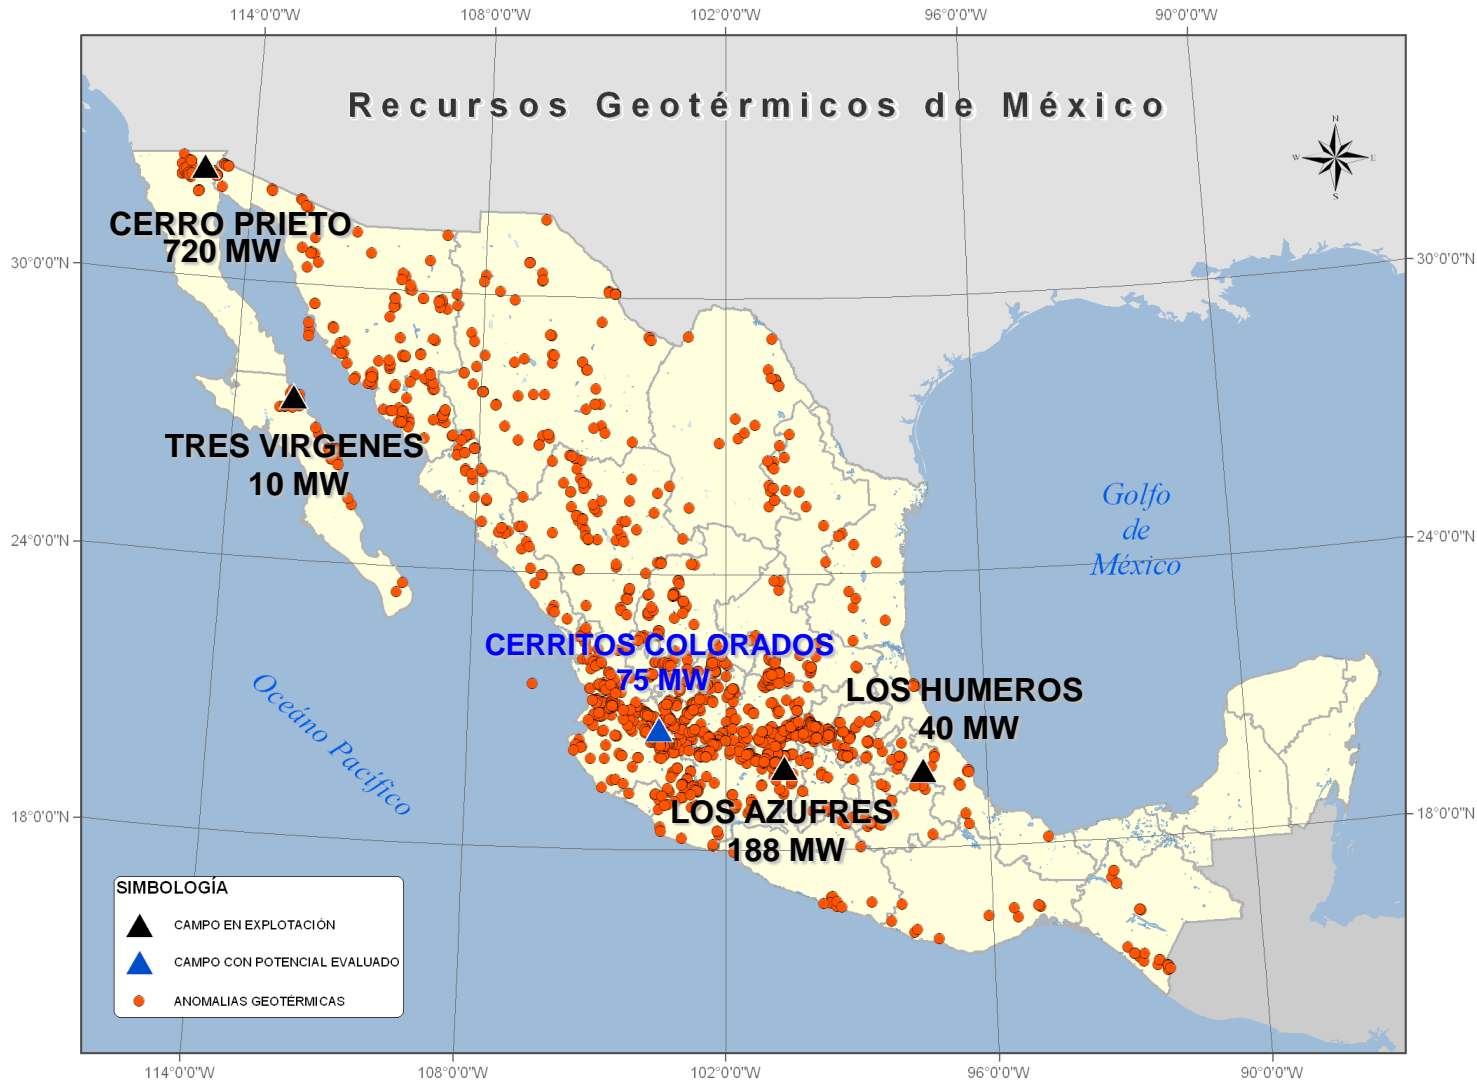 114°0'0"W 108°0'0"W 102°0'0"W 96°0'0"W 90°0'0"W
Recursos Geotérmicos de México
N
W E
S
CERRO PRIETO
720 MW
30°0'0"N 30°0'0"N
TRES VIRGENES
10 MW
Golfo
de
México
24°0'0"N 24°0'0"N
CERRITOS COLORADOS
75 MW
LOS HUMEROS
40 MW
Oceáno Pacífico
LOS AZUFRES
188 MW
18°0'0"N 18°0'0"N
SIMBOLOGÍA
CAMPO EN EXPLOTACIÓN
CAMPO CON POTENCIAL EVALUADO
ANOMALIAS GEOTÉRMICAS
114°0'0"W 108°0'0"W 102°0'0"W 96°0'0"W 90°0'0"W